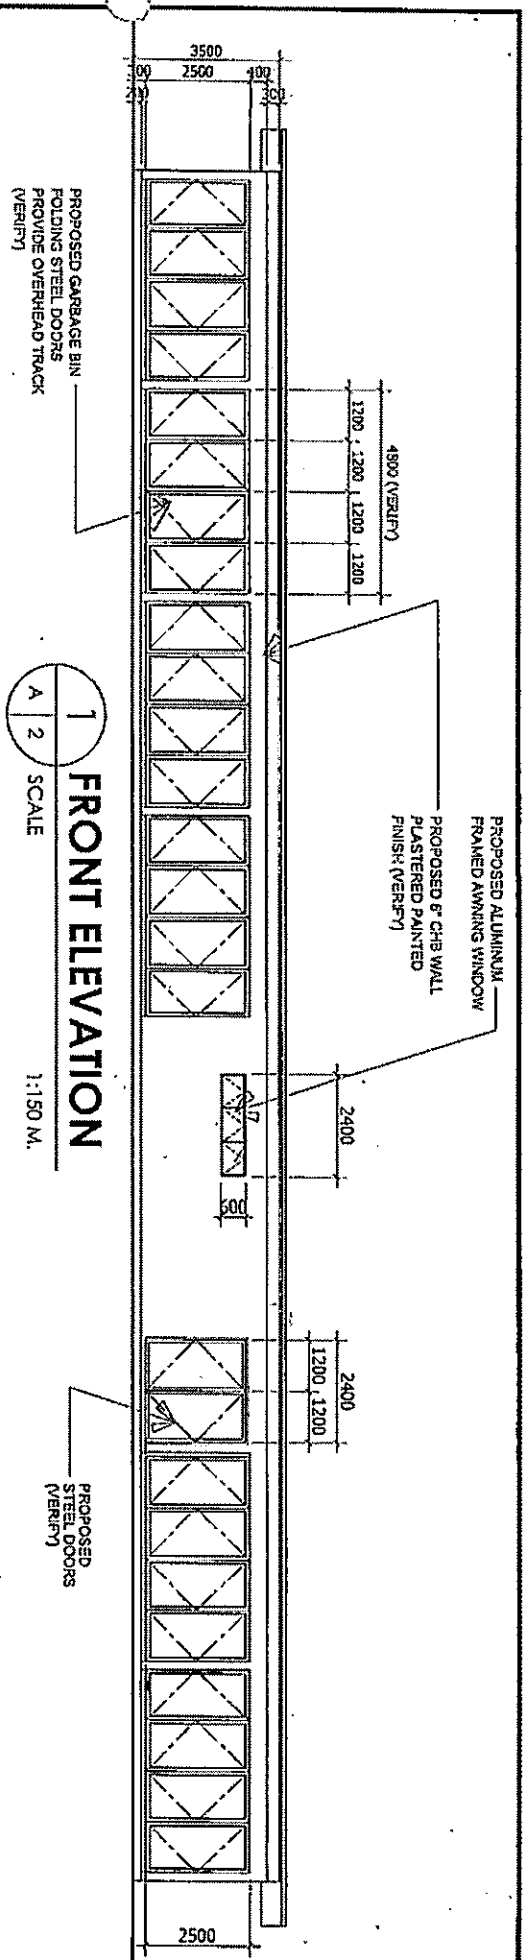 3500
2500
400
300
4800 (VERIFY)
1200
1200
1200
1200
PROPOSED ALUMINUM
FRAMED AWNING WINDOW
PROPOSED 6" CHB WALL
PLASTERED PAINTED
FINISH (VERIFY)
2400
600
2400
1200
1200
2500
PROPOSED GARBAGE BIN
FOLDING STEEL DOORS
PROVIDE OVERHEAD TRACK
(VERIFY)
PROPOSED
STEEL DOORS
(VERIFY)
1
A 2
FRONT ELEVATION
SCALE 1:150 M.